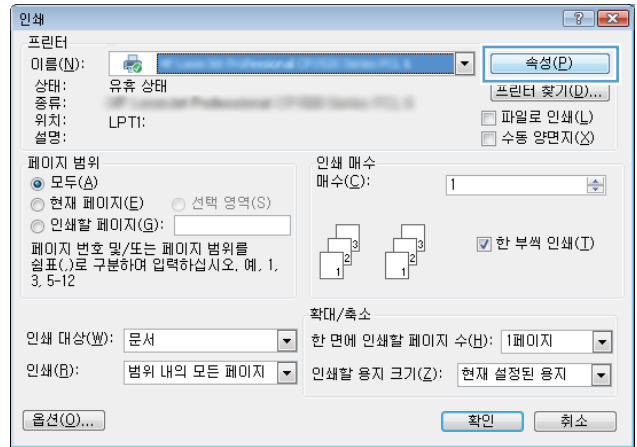 인쇄
프린터
이름(N):
속성(P)
상태: 유휴 상태
프린터 찾기(D)...
종류:
위치: LPT1:
파일로 인쇄(L)
설명:
수동 양면지(X)
페이지 범위
모두(A)
현재 페이지(E) 선택 영역(S)
인쇄할 페이지(G):
페이지 번호 및/또는 페이지 범위를
쉼표(,)로 구분하여 입력하십시오. 예, 1,
3, 5-12
인쇄 매수
매수(C): 1
1 2 3 1 2 3
한 부씩 인쇄(T)
인쇄 대상(W): 문서
인쇄(R): 범위 내의 모든 페이지
확대/축소
한 면에 인쇄할 페이지 수(H): 1페이지
인쇄할 용지 크기(Z): 현재 설정된 용지
옵션(O)...
확인 취소